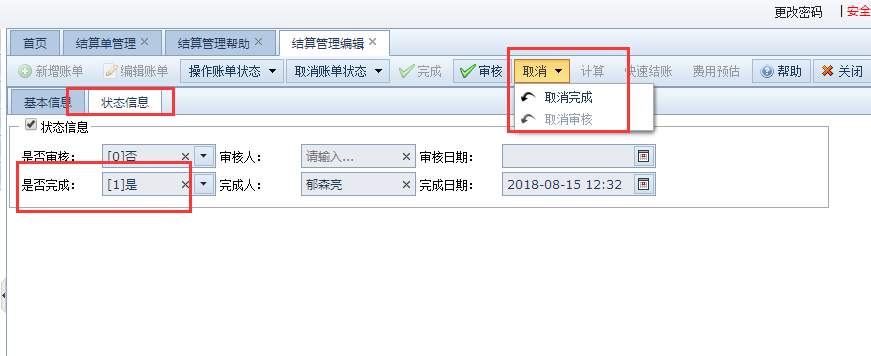 更改密码 安全
首页 结算单管理 结算管理帮助 结算管理编辑
新增账单 编辑账单 操作账单状态 取消账单状态 完成 审核 取消 计算 快速结账 费用预估 帮助 关闭
取消完成
取消审核
基本信息 状态信息
状态信息
是否审核: [0]否 审核人: 请输入... 审核日期:
是否完成: [1]是 完成人: 郁森亮 完成日期: 2018-08-15 12:32